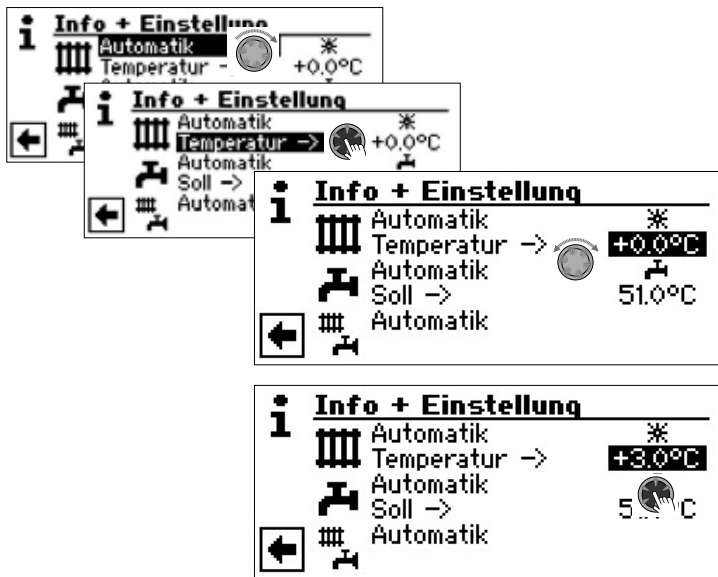 i Info + Einstellung
Automatik
Temperatur - +0.0°C
i Info + Einstellung
Automatik
Temperatur -> +0.0°C
Automatik
Soll ->
Automat
i Info + Einstellung
Automatik
Temperatur -> +0.0°C
Automatik
Soll -> 51.0°C
Automatik
i Info + Einstellung
Automatik
Temperatur -> +3.0°C
Automatik
Soll ->
Automatik